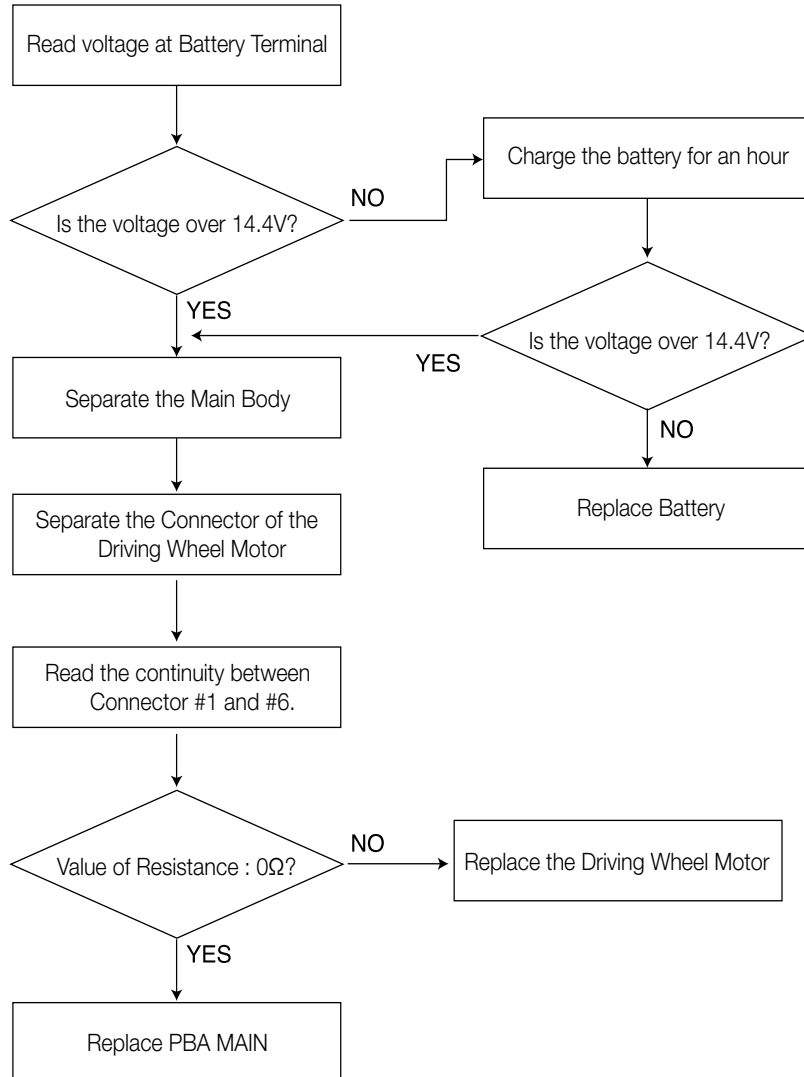 Read voltage at Battery Terminal
Is the voltage over 14.4V?
NO
Charge the battery for an hour
YES
Is the voltage over 14.4V?
YES
NO
Replace Battery
Separate the Main Body
Separate the Connector of the
Driving Wheel Motor
Read the continuity between
Connector #1 and #6.
Value of Resistance : 0Ω?
NO
Replace the Driving Wheel Motor
YES
Replace PBA MAIN